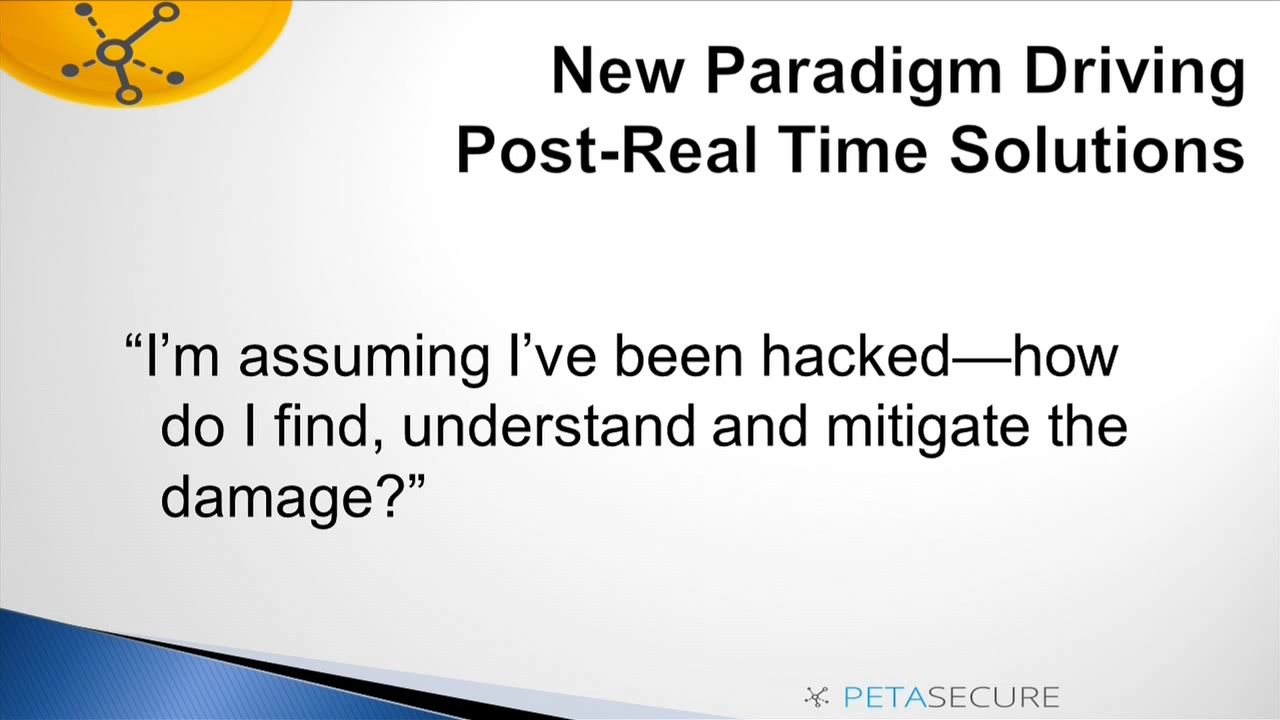 New Paradigm Driving
Post-Real Time Solutions
“I’m assuming I’ve been hacked—how
do I find, understand and mitigate the
damage?”
PETASECURE